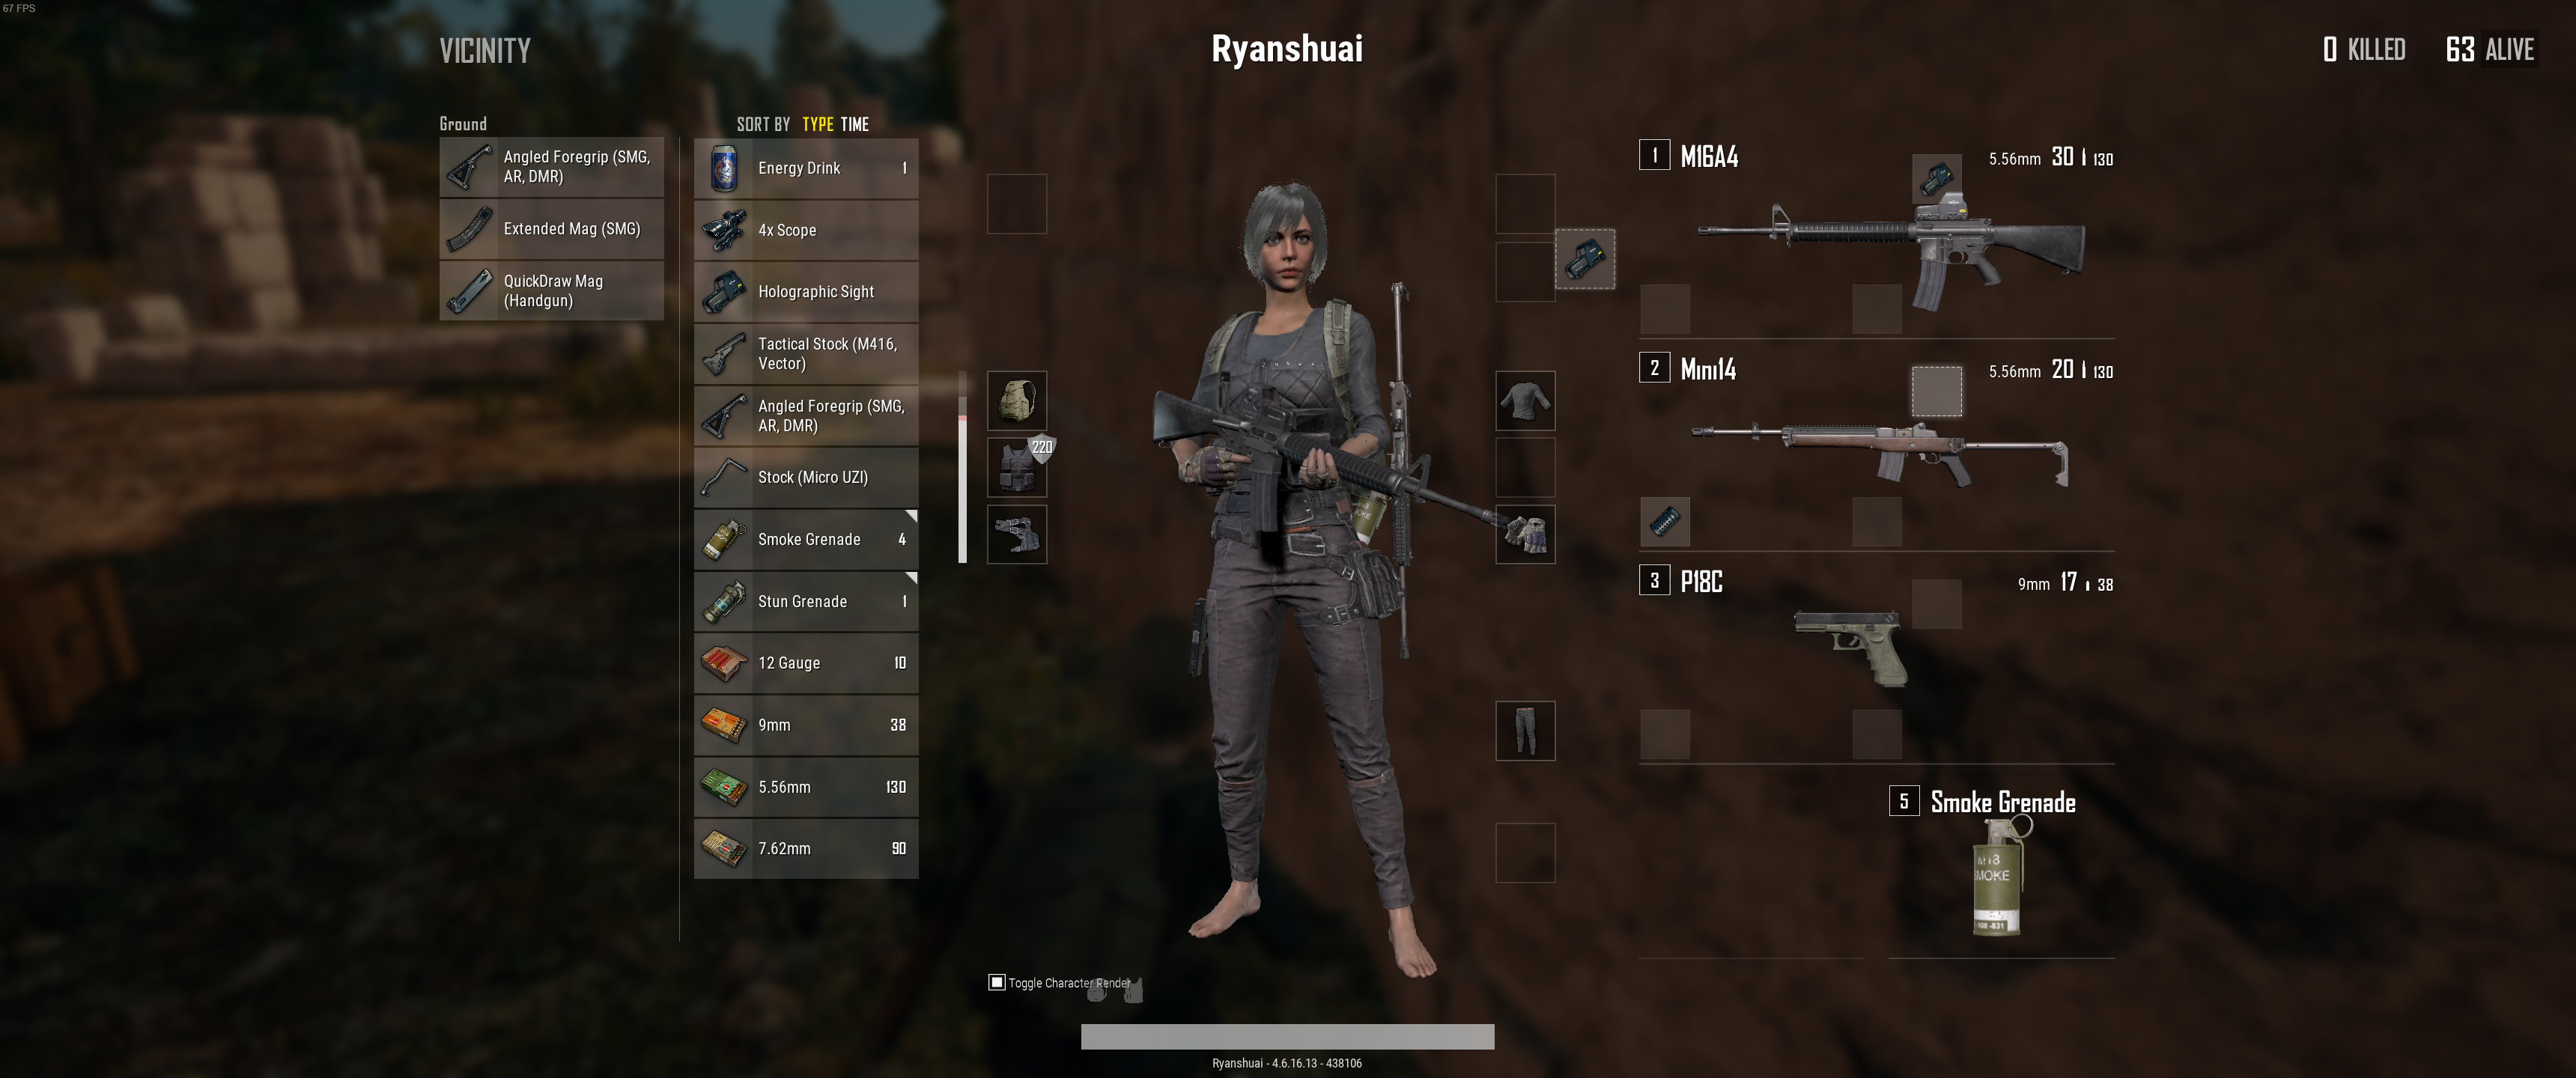 67 FPS
VICINITY
Ryanshuai
0 KILLED 63 ALIVE
Ground
Angled Foregrip (SMG,
AR, DMR)
Extended Mag (SMG)
QuickDraw Mag
(Handgun)
SORT BY TYPE TIME
Energy Drink 1
4x Scope
Holographic Sight
Tactical Stock (M416,
Vector)
Angled Foregrip (SMG,
AR, DMR)
Stock (Micro UZI)
Smoke Grenade 4
Stun Grenade 1
12 Gauge 10
9mm 38
5.56mm 130
7.62mm 90
220
1 M16A4 5.56mm 30 130
2 Mini14 5.56mm 20 130
3 P18C 9mm 17 38
5 Smoke Grenade
SMOKE
Toggle Character Render
Ryanshuai - 4.6.16.13 - 438106